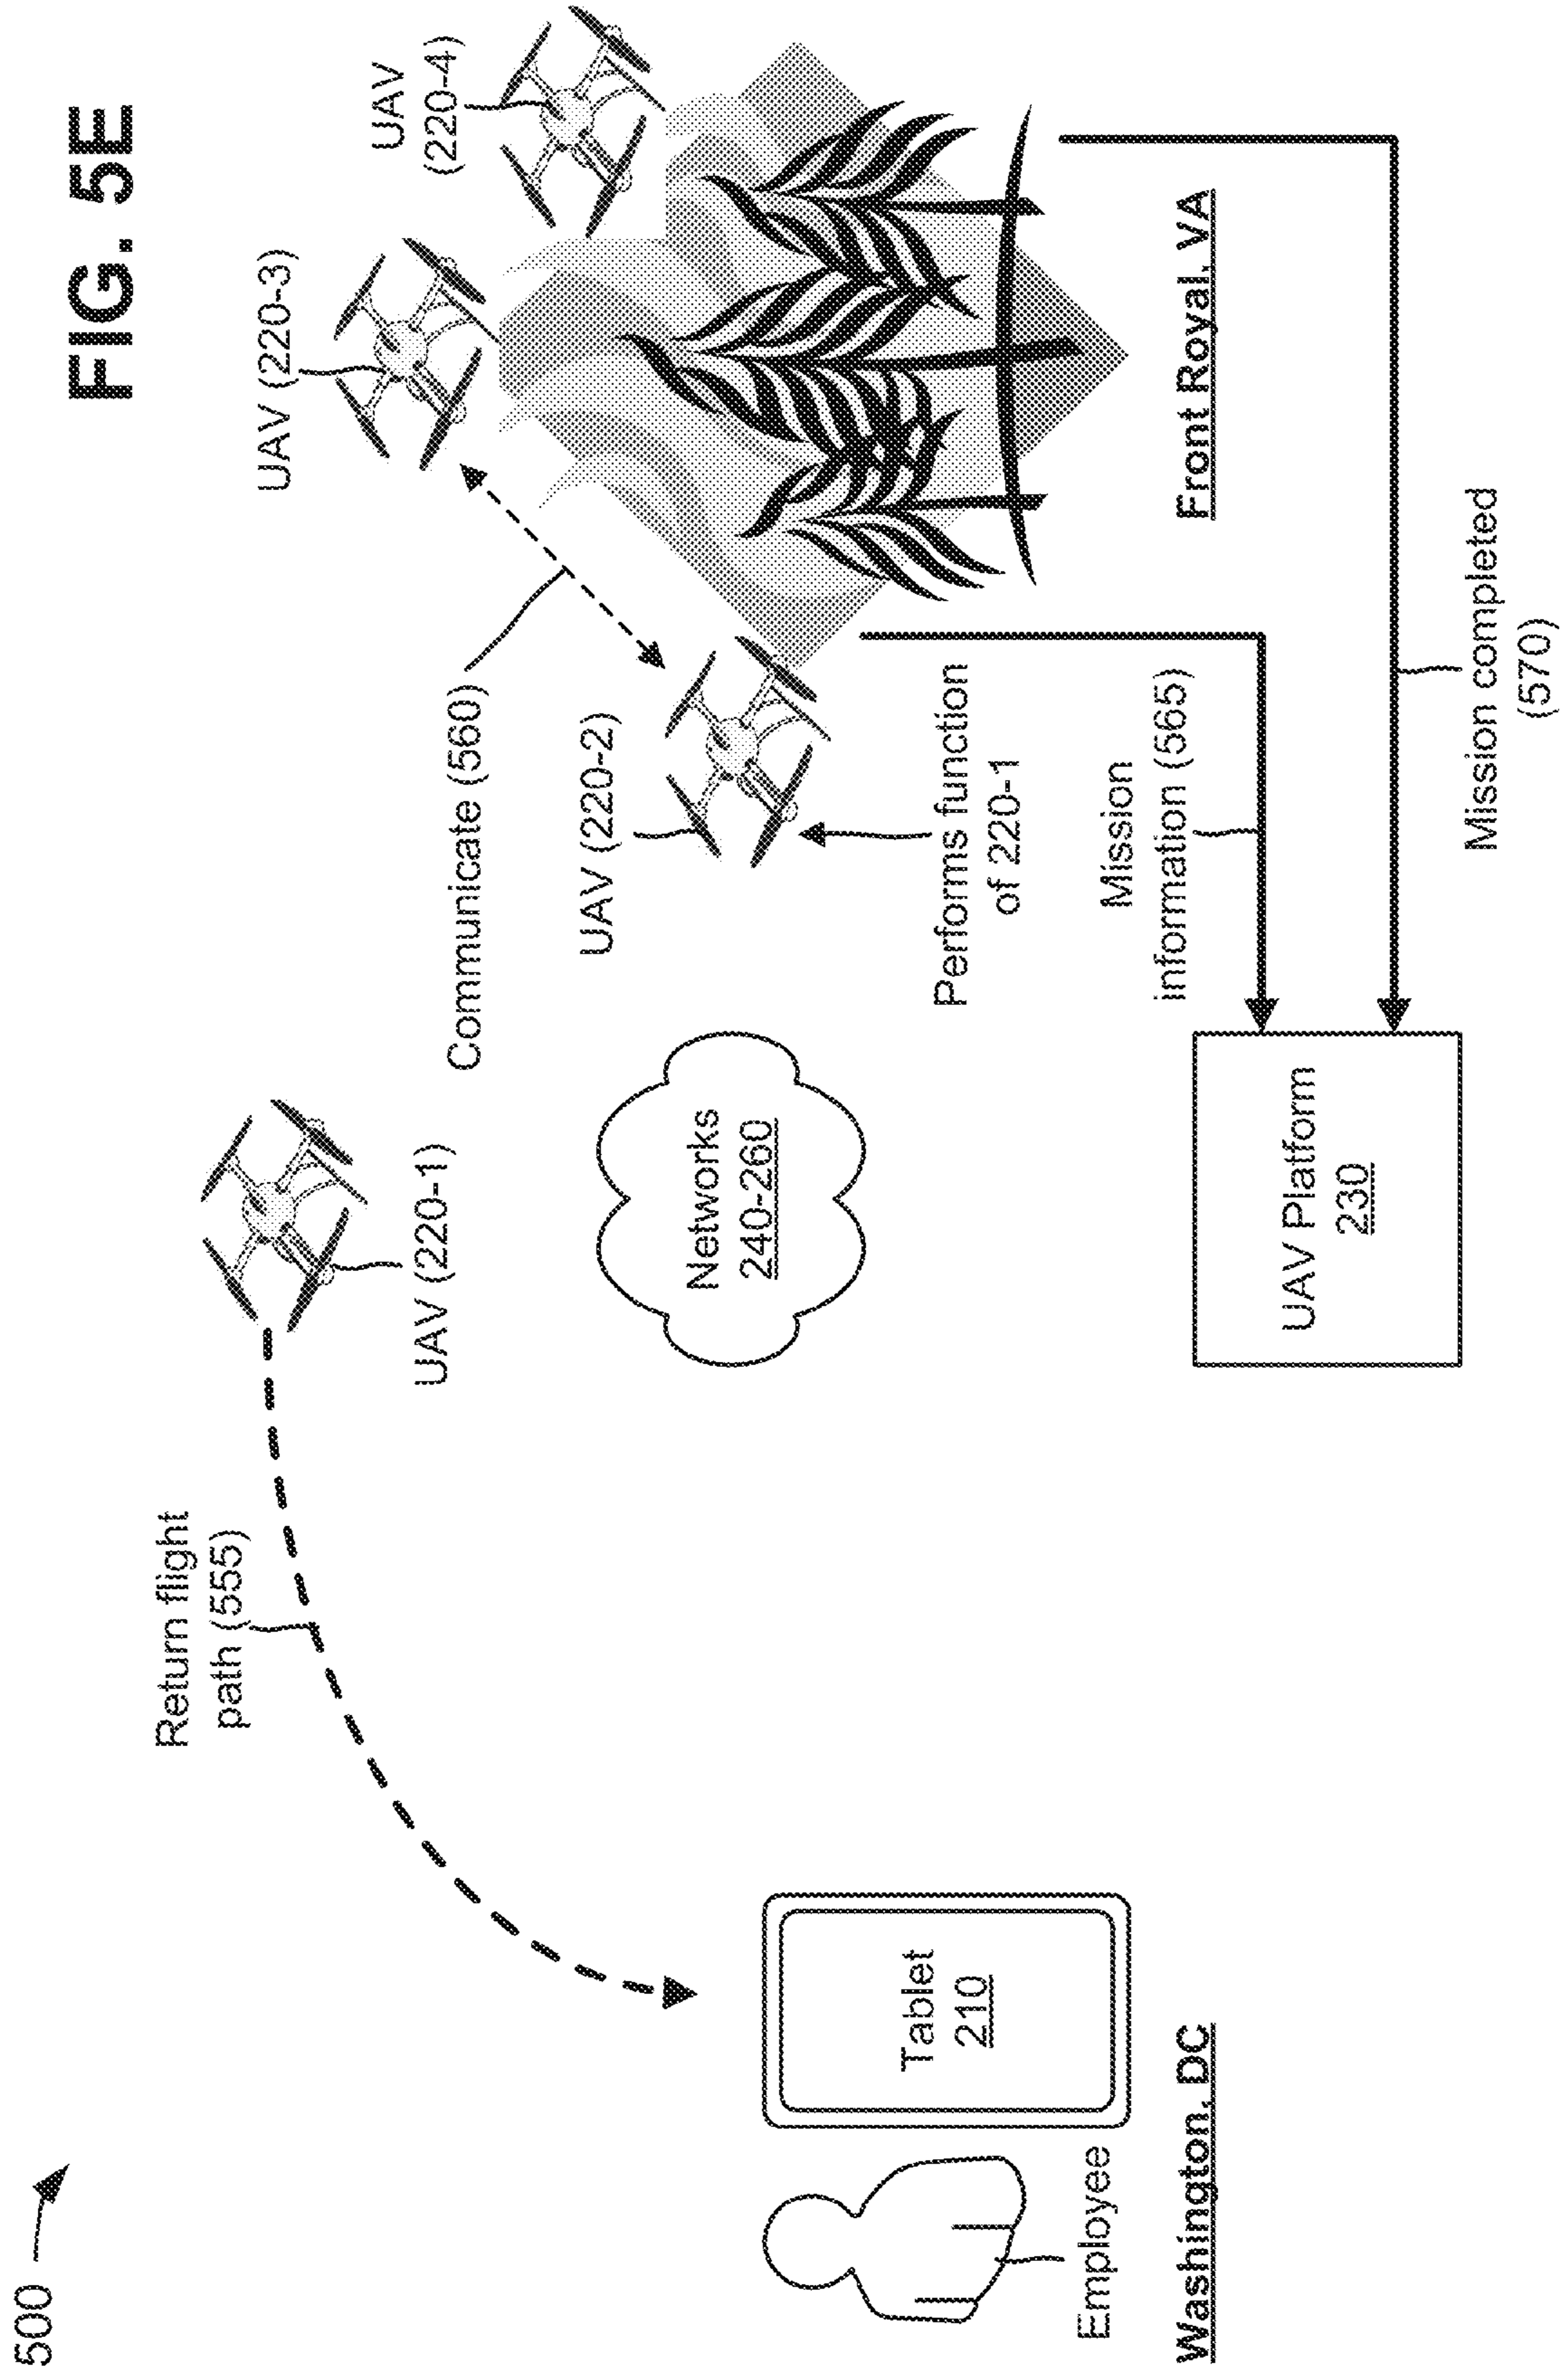 500
FIG. 5E
Return flight
path (555)
UAV (220-1)
UAV (220-3)
UAV
(220-4)
Communicate (560)
UAV (220-2)
Networks
240-260
Performs function
of 220-1
Mission
information (565)
Front Royal, VA
Tablet
210
Employee
Washington, DC
UAV Platform
230
Mission completed
(570)